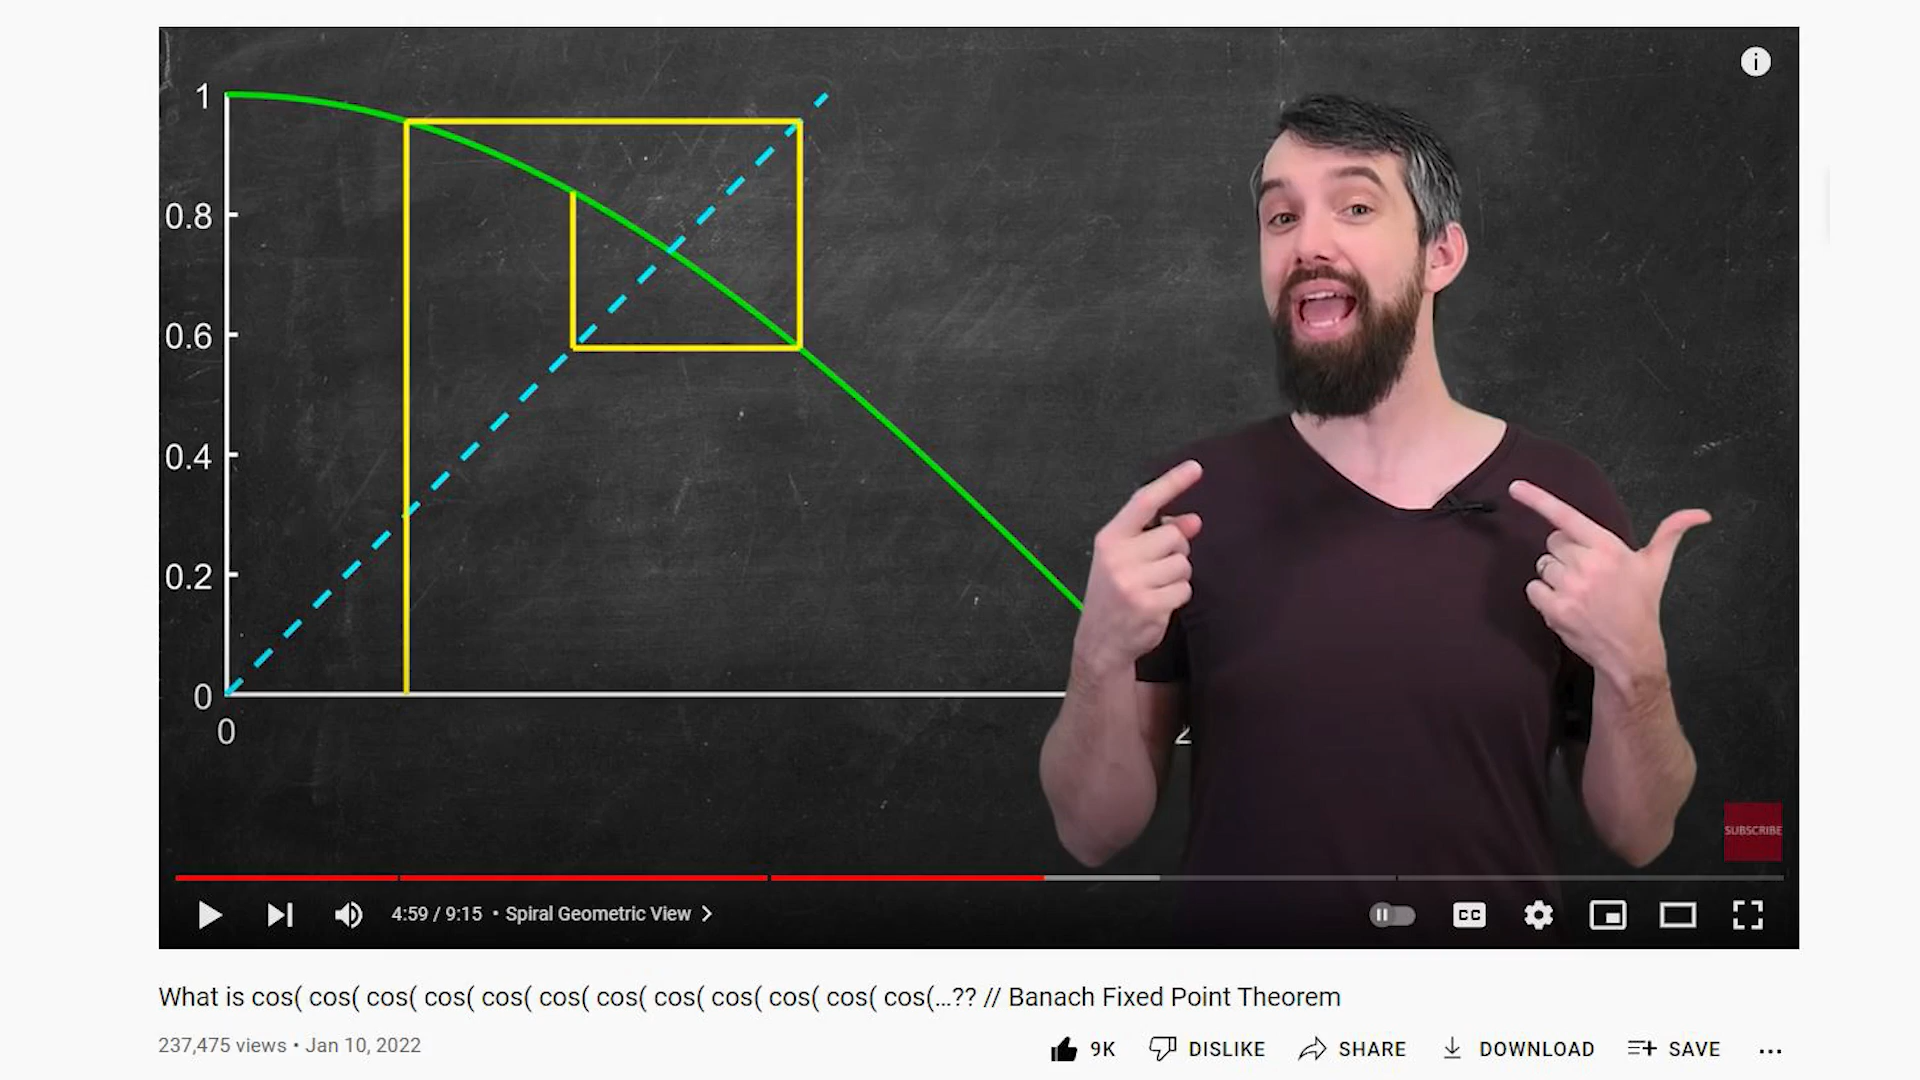 1
0.8
0.6
0.4
0.2
0
0
2
SUBSCRIBE
4:59 / 9:15 • Spiral Geometric View >
CC
What is cos( cos( cos( cos( cos( cos( cos( cos( cos( cos( cos( cos(...?? // Banach Fixed Point Theorem
237,475 views • Jan 10, 2022
9K DISLIKE SHARE DOWNLOAD SAVE ...